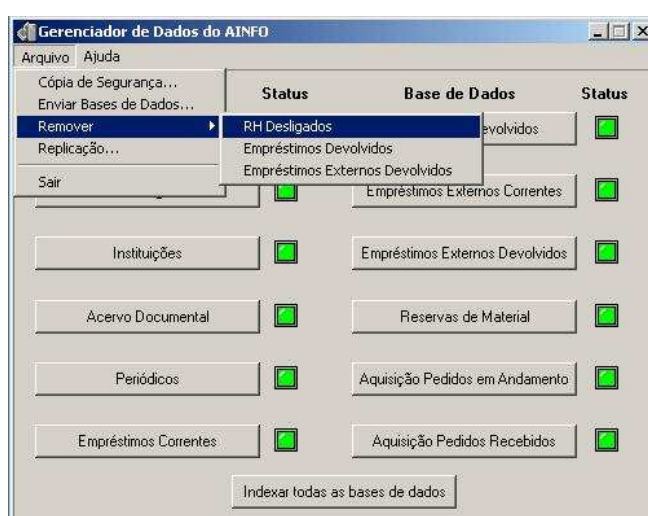 Gerenciador de Dados do AINFO
Arquivo Ajuda
Cópia de Segurança...
Enviar Bases de Dados...
Remover
Replicação...
Sair
RH Desligados
Empréstimos Devolvidos
Empréstimos Externos Devolvidos
Status Base de Dados Status
evolvidos
Empréstimos Externos Correntes
Instituições Empréstimos Externos Devolvidos
Acervo Documental Reservas de Material
Periódicos Aquisição Pedidos em Andamento
Empréstimos Correntes Aquisição Pedidos Recebidos
Indexar todas as bases de dados